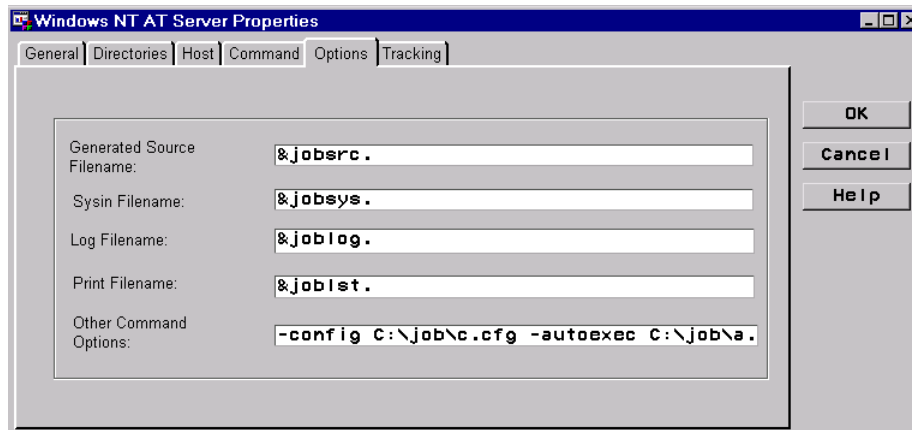 Windows NT AT Server Properties
General Directories Host Command Options Tracking
OK
Cancel
Help
Generated Source
Filename:
&jobsrc.
Sysin Filename:
&jobsys.
Log Filename:
&joblog.
Print Filename:
&joblst.
Other Command
Options:
-config C:\job\c.cfg -autoexec C:\job\a.